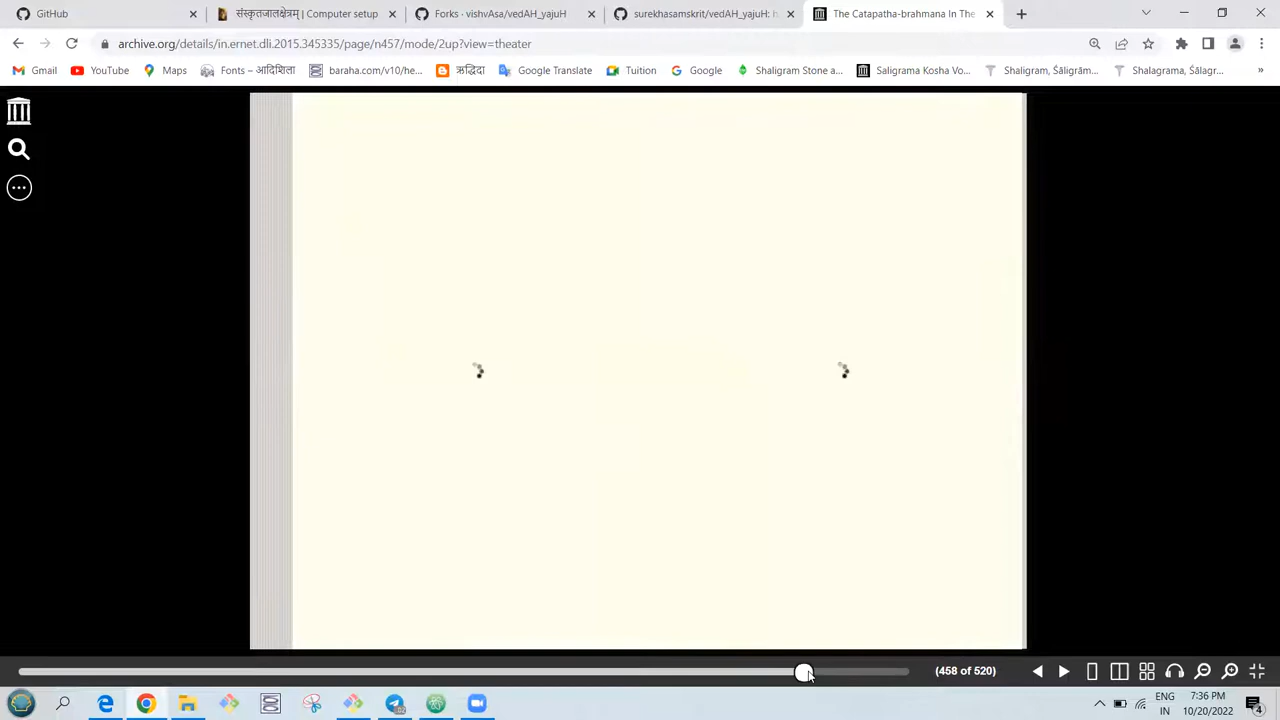 GitHub
संस्कृतजालक्षेत्रम् | Computer setup
Forks · vishvAsa/vedAH_yajuH
surekhasamskrit/vedAH_yajuH: h
The Catapatha-brahmana In The
archive.org/details/in.ernet.dli.2015.345335/page/n457/mode/2up?view=theater
Gmail
YouTube
Maps
Fonts – आदिशिला
baraha.com/v10/he...
ऋद्धिदा
Google Translate
Tuition
Google
Shaligram Stone a...
Saligrama Kosha Vo...
Shaligram, Śāligrām...
Shalagrama, Śālagr...
»
(458 of 520)
ENG
IN
7:36 PM
10/20/2022
4